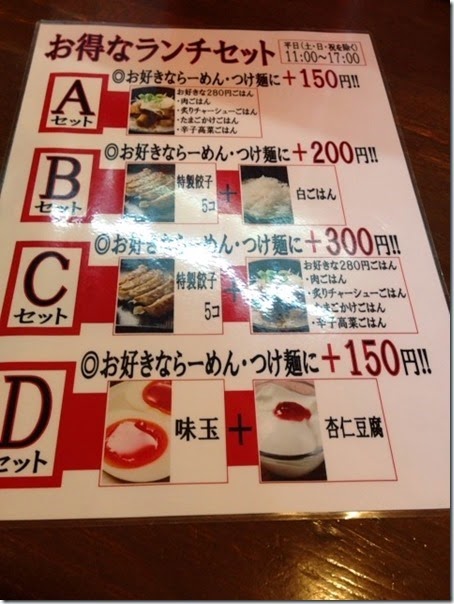 お得なランチセット
平日(土・日・祝を除く)
11:00～17:00
A
セット
◎お好きならーめん・つけ麺に+150円!!
お好きな280円ごはん
・肉ごはん
・炙りチャーシューごはん
・たまごかけごはん
・辛子高菜ごはん
B
セット
◎お好きならーめん・つけ麺に+200円!!
特製餃子
5コ
+
白ごはん
C
セット
◎お好きならーめん・つけ麺に+300円!!
特製餃子
5コ
+
お好きな280円ごはん
・肉ごはん
・炙りチャーシューごはん
・たまごかけごはん
・辛子高菜ごはん
D
セット
◎お好きならーめん・つけ麺に+150円!!
味玉
+
杏仁豆腐